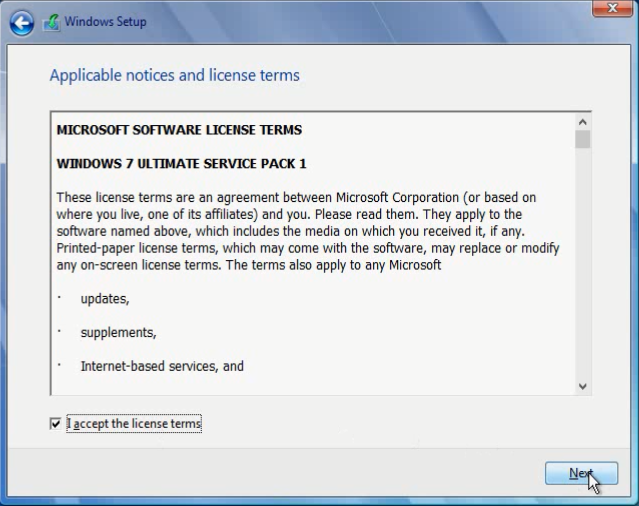 Windows Setup
Applicable notices and license terms
MICROSOFT SOFTWARE LICENSE TERMS
WINDOWS 7 ULTIMATE SERVICE PACK 1
These license terms are an agreement between Microsoft Corporation (or based on
where you live, one of its affiliates) and you. Please read them. They apply to the
software named above, which includes the media on which you received it, if any.
Printed-paper license terms, which may come with the software, may replace or modify
any on-screen license terms. The terms also apply to any Microsoft
· updates,
· supplements,
· Internet-based services, and
I accept the license terms
Next